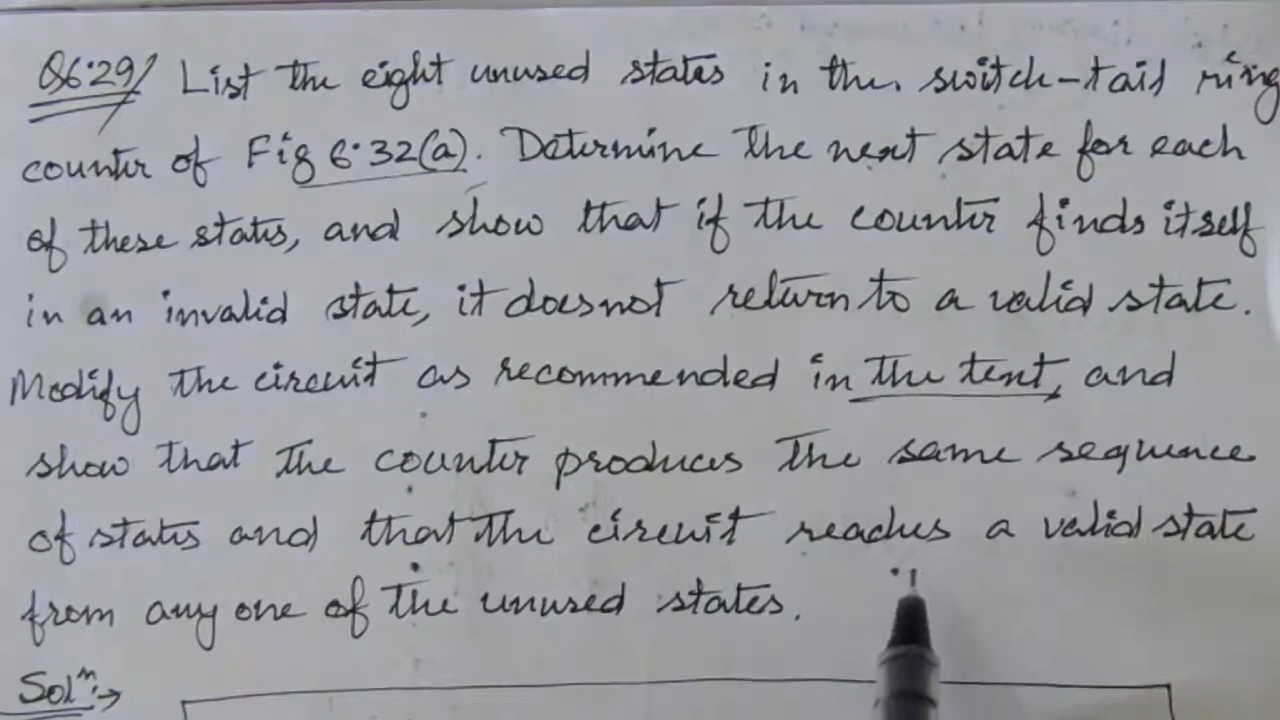 Q6.29/ List the eight unused states in the switch-tail ring
counter of Fig 6.32(a). Determine the next state for each
of these states, and show that if the counter finds itself
in an invalid state, it does not return to a valid state.
Modify the circuit as recommended in the text, and
show that the counter produces the same sequence
of states and that the circuit reaches a valid state
from any one of the unused states.
Solⁿ:→